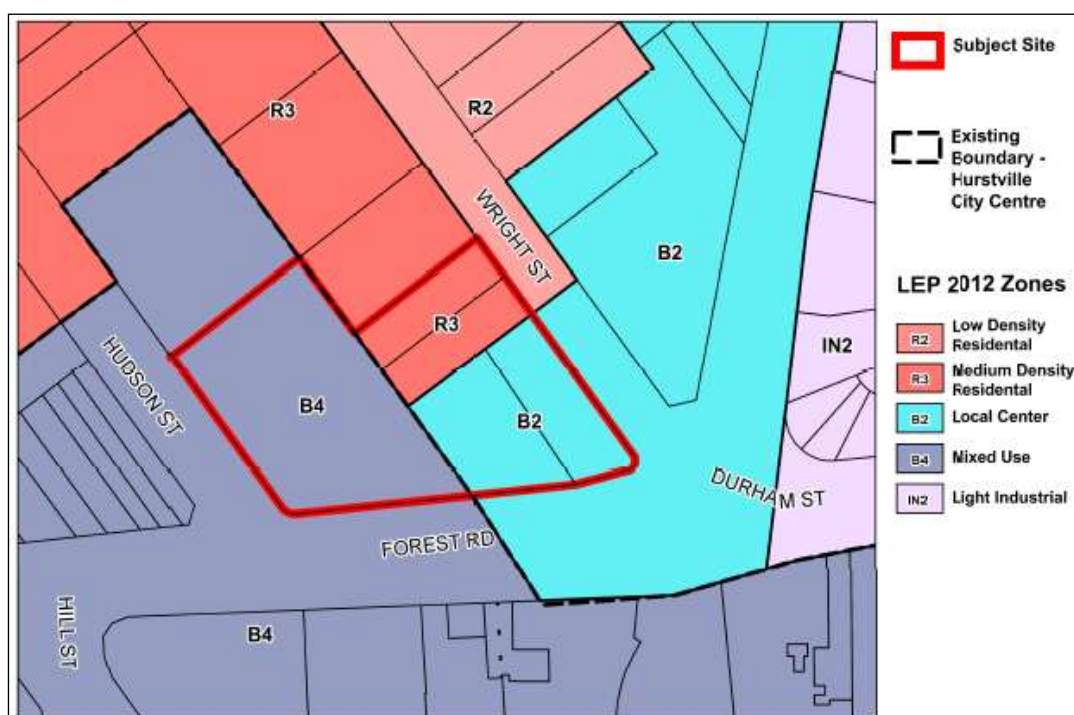 R3
R2
WRIGHT ST
B2
R3
HUDSON ST
B4
B2
IN2
DURHAM ST
FOREST RD
HILL ST
B4
Subject Site
Existing
Boundary -
Hurstville
City Centre
LEP 2012 Zones
R2 Low Density
Residental
R3 Medium Density
Residental
B2 Local Center
B4 Mixed Use
IN2 Light Industrial